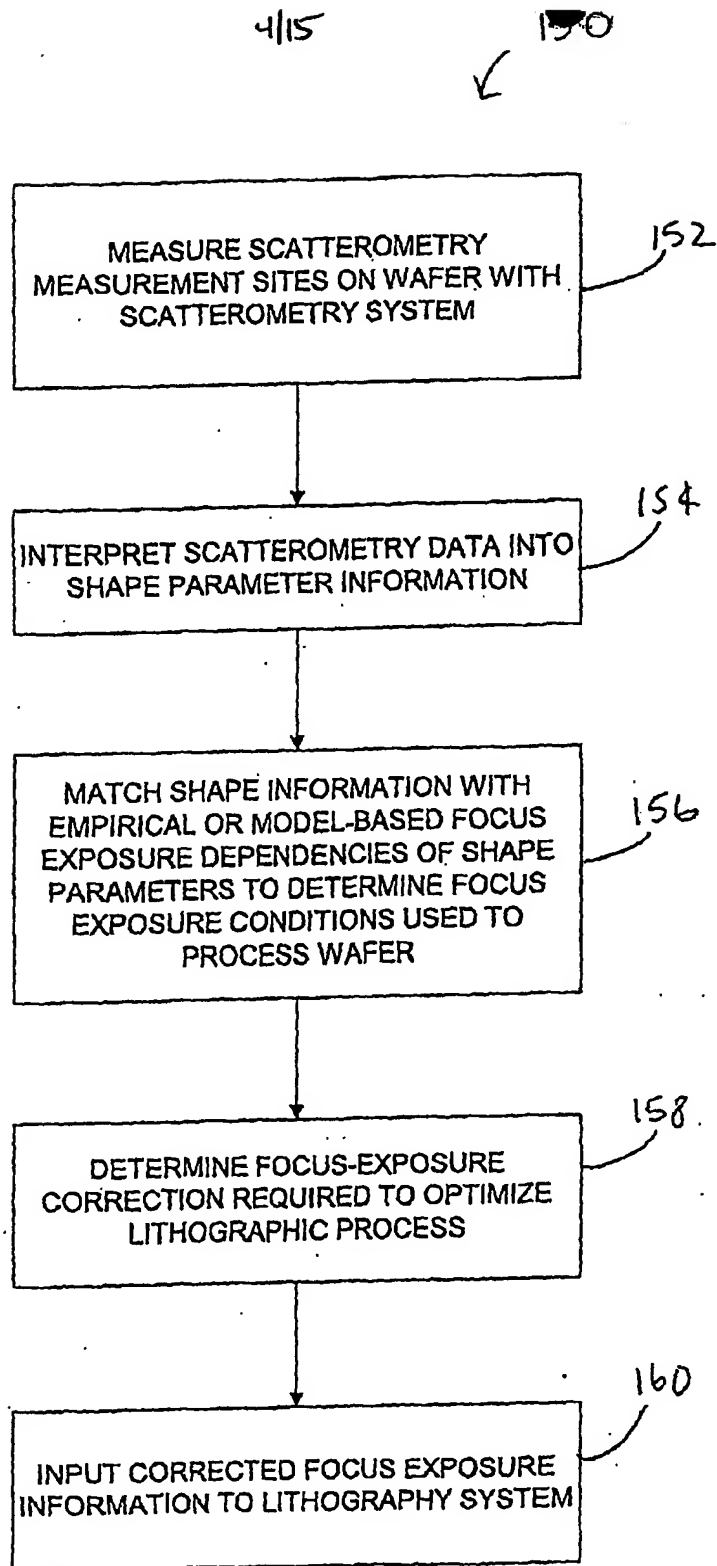 4/15
150
MEASURE SCATTEROMETRY
MEASUREMENT SITES ON WAFER WITH
SCATTEROMETRY SYSTEM
152
INTERPRET SCATTEROMETRY DATA INTO
SHAPE PARAMETER INFORMATION
154
MATCH SHAPE INFORMATION WITH
EMPIRICAL OR MODEL-BASED FOCUS
EXPOSURE DEPENDENCIES OF SHAPE
PARAMETERS TO DETERMINE FOCUS
EXPOSURE CONDITIONS USED TO
PROCESS WAFER
156
DETERMINE FOCUS-EXPOSURE
CORRECTION REQUIRED TO OPTIMIZE
LITHOGRAPHIC PROCESS
158
INPUT CORRECTED FOCUS EXPOSURE
INFORMATION TO LITHOGRAPHY SYSTEM
160